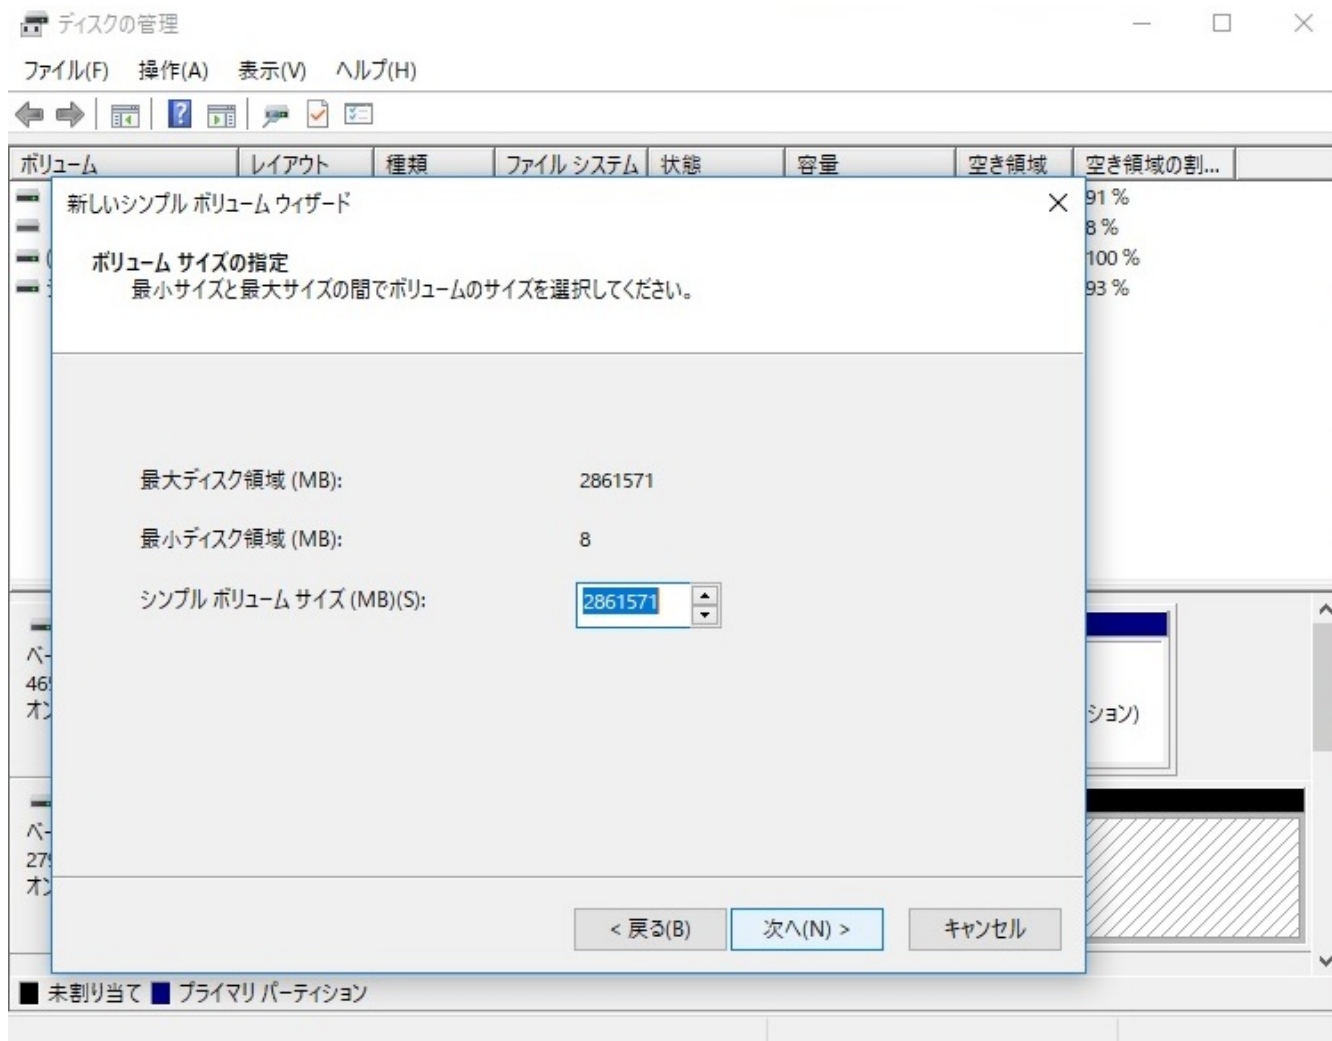 ディスクの管理
ファイル(F) 操作(A) 表示(V) ヘルプ(H)
ボリューム レイアウト 種類 ファイル システム 状態 容量 空き領域 空き領域の割...
新しいシンプル ボリューム ウィザード
91 %
8 %
100 %
93 %
ボリューム サイズの指定
最小サイズと最大サイズの間でボリュームのサイズを選択してください。
最大ディスク領域 (MB): 2861571
最小ディスク領域 (MB): 8
シンプル ボリューム サイズ (MB)(S): 2861571
ション)
< 戻る(B) 次へ(N) > キャンセル
未割り当て プライマリ パーティション